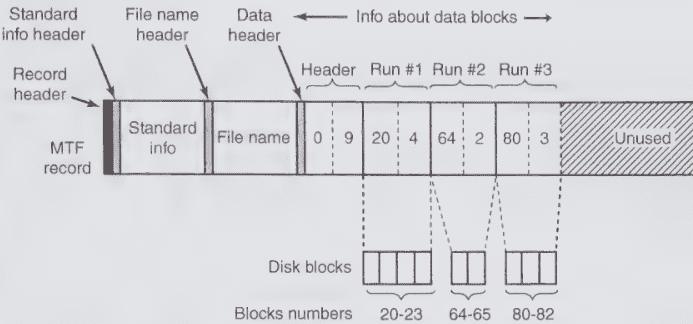 Standard
info header
File name
header
Data
header
Info about data blocks
Record
header
Header
Run #1
Run #2
Run #3
MTF
record
Standard
info
File name
0 9 20 4 64 2 80 3
Unused
Disk blocks
Blocks numbers 20-23 64-65 80-82